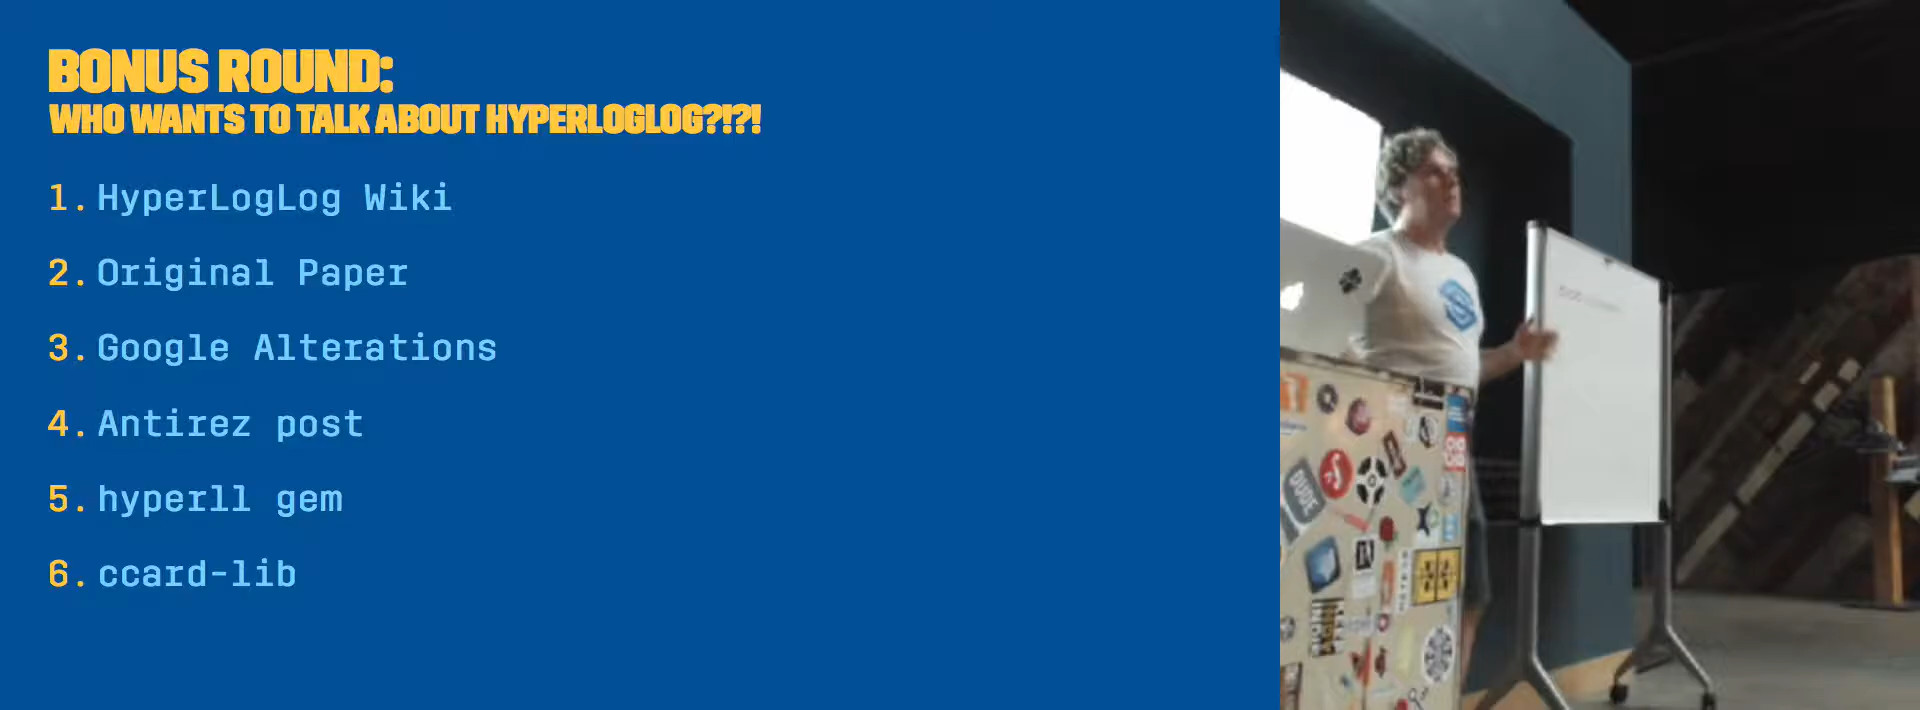 BONUS ROUND:
WHO WANTS TO TALK ABOUT HYPERLOGLOG?!?!
1. HyperLogLog Wiki
2. Original Paper
3. Google Alterations
4. Antirez post
5. hyperll gem
6. ccard-lib
DUDE